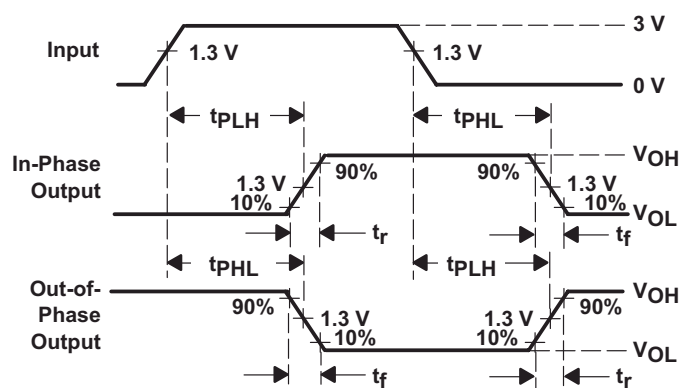 3 V
Input
1.3 V
1.3 V
0 V
tPLH
tPHL
In-Phase
Output
VOH
90%
90%
1.3 V
1.3 V
10%
10%
VOL
tr
tf
tPHL
tPLH
Out-of-
Phase
Output
VOH
90%
90%
1.3 V
1.3 V
10%
10%
VOL
tf
tr